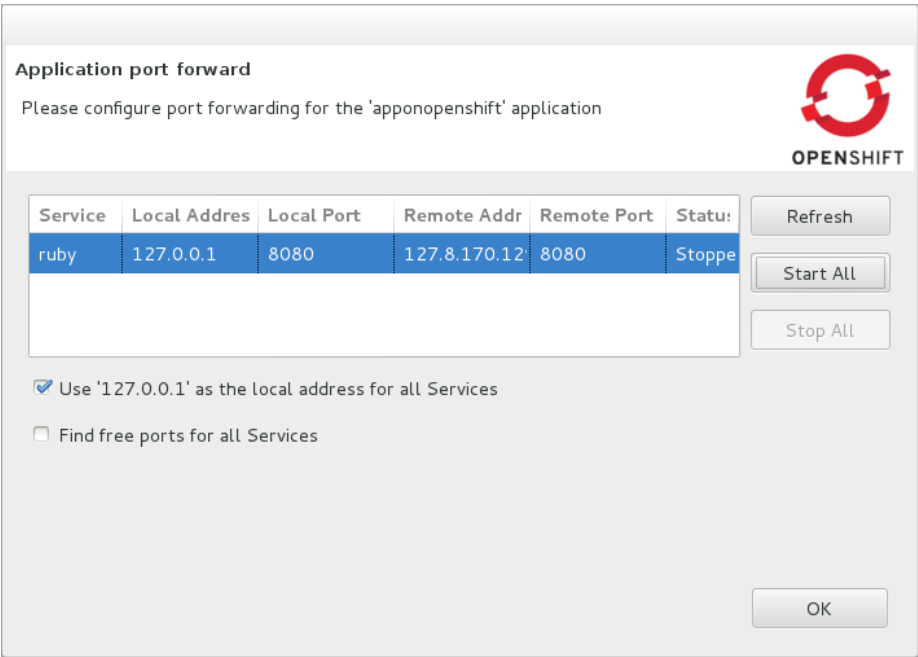 Application port forward
Please configure port forwarding for the 'apponopenshift' application
OPENSHIFT
Service Local Addres Local Port Remote Addr Remote Port Status
ruby 127.0.0.1 8080 127.8.170.12 8080 Stoppe
Refresh
Start All
Stop All
Use '127.0.0.1' as the local address for all Services
Find free ports for all Services
OK